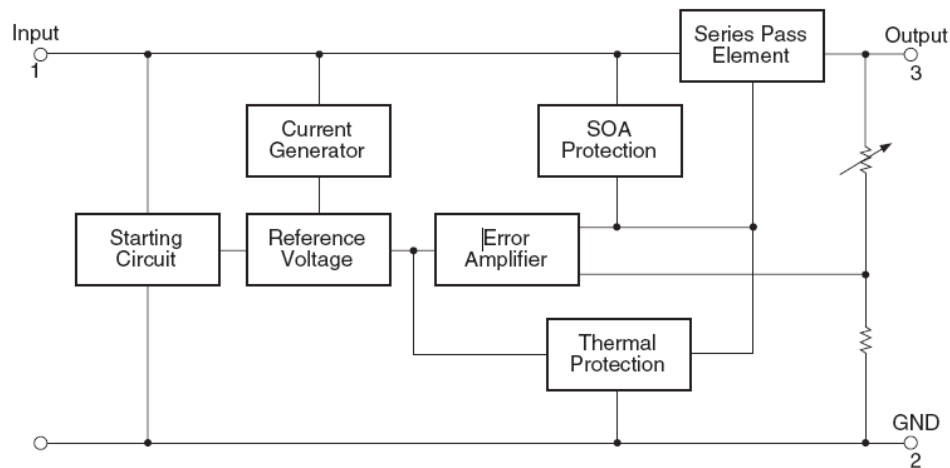 Input
1
Series Pass
Element
Output
3
Current
Generator
SOA
Protection
Starting
Circuit
Reference
Voltage
Error
Amplifier
Thermal
Protection
GND
2